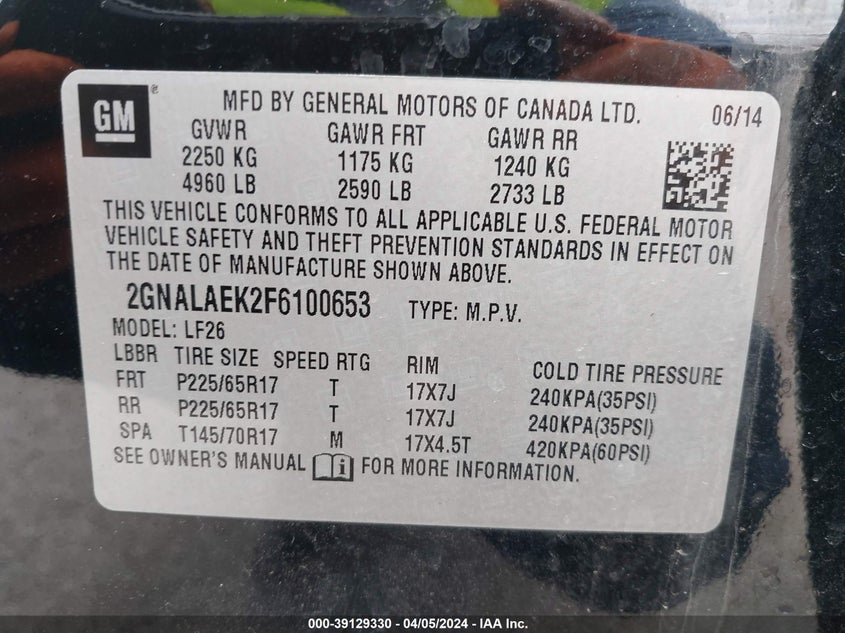 GM ®
MFD BY GENERAL MOTORS OF CANADA LTD. 06/14
GVWR GAWR FRT GAWR RR
2250 KG 1175 KG 1240 KG
4960 LB 2590 LB 2733 LB
THIS VEHICLE CONFORMS TO ALL APPLICABLE U.S. FEDERAL MOTOR
VEHICLE SAFETY AND THEFT PREVENTION STANDARDS IN EFFECT ON
THE DATE OF MANUFACTURE SHOWN ABOVE.
2GNALAEK2F6100653 TYPE: M.P.V.
MODEL: LF26
LBBR TIRE SIZE SPEED RTG RIM COLD TIRE PRESSURE
FRT P225/65R17 T 17X7J 240KPA(35PSI)
RR P225/65R17 T 17X7J 240KPA(35PSI)
SPA T145/70R17 M 17X4.5T 420KPA(60PSI)
SEE OWNER'S MANUAL i FOR MORE INFORMATION.
000-39129330 - 04/05/2024 - IAA Inc.